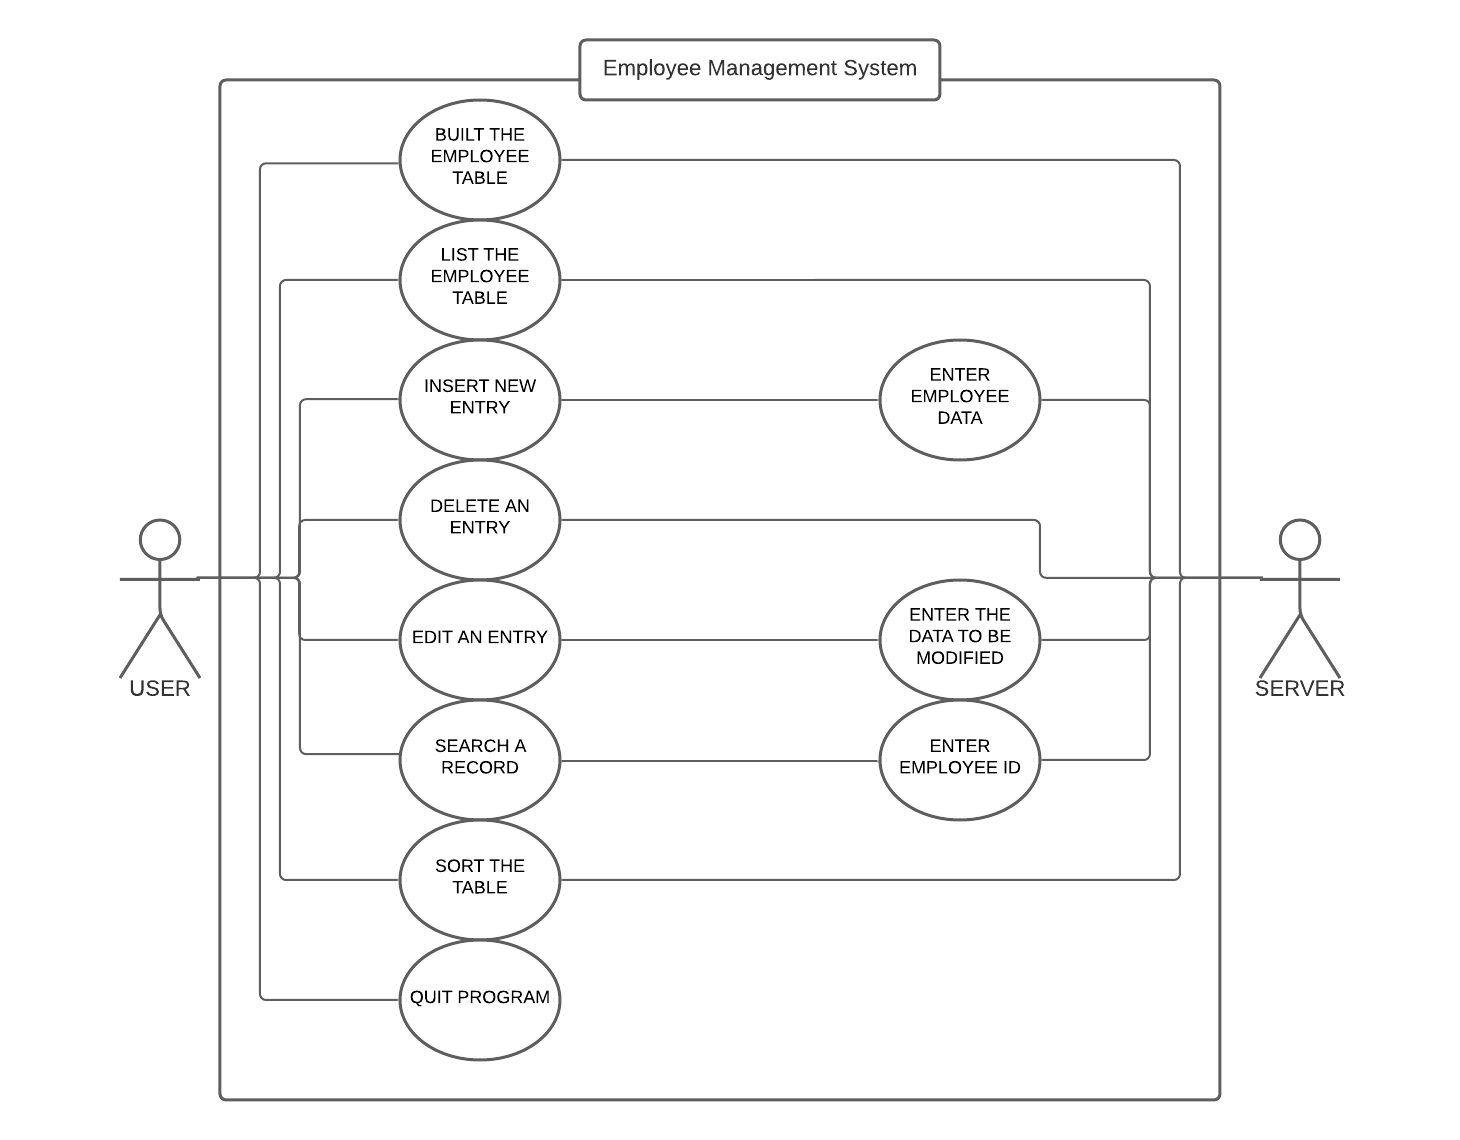 Employee Management System
BUILT THE
EMPLOYEE
TABLE
LIST THE
EMPLOYEE
TABLE
INSERT NEW
ENTRY
ENTER
EMPLOYEE
DATA
DELETE AN
ENTRY
EDIT AN ENTRY
ENTER THE
DATA TO BE
MODIFIED
USER
SERVER
SEARCH A
RECORD
ENTER
EMPLOYEE ID
SORT THE
TABLE
QUIT PROGRAM